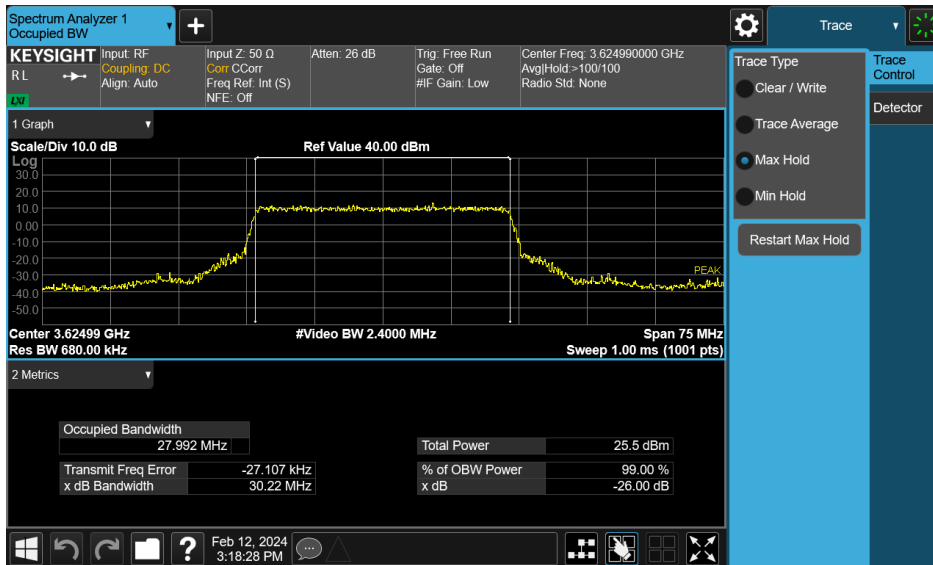 Spectrum Analyzer 1
Occupied BW
+
Trace
KEYSIGHT
RL
LXI
Input: RF
Coupling: DC
Align: Auto
Input Z: 50 Ω
Corr CCorr
Freq Ref: Int (S)
NFE: Off
Atten: 26 dB
Trig: Free Run
Gate: Off
#IF Gain: Low
Center Freq: 3.624990000 GHz
Avg|Hold:>100/100
Radio Std: None
Trace Type
Clear / Write
Trace Average
Max Hold
Min Hold
Restart Max Hold
Trace
Control
Detector
1 Graph
Scale/Div 10.0 dB
Ref Value 40.00 dBm
Log
30.0
20.0
10.0
0.00
-10.0
-20.0
-30.0
-40.0
-50.0
PEAK
Center 3.62499 GHz
#Video BW 2.4000 MHz
Span 75 MHz
Res BW 680.00 kHz
Sweep 1.00 ms (1001 pts)
2 Metrics
Occupied Bandwidth
27.992 MHz
Total Power 25.5 dBm
Transmit Freq Error -27.107 kHz
% of OBW Power 99.00 %
x dB Bandwidth 30.22 MHz
x dB -26.00 dB
?
Feb 12, 2024
3:18:28 PM